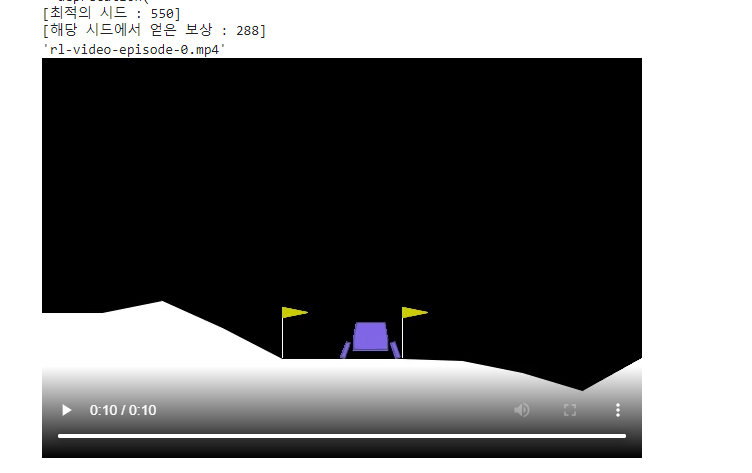 deprecation(
[최적의 시드 : 550]
[해당 시드에서 얻은 보상 : 288]
'rl-video-episode-0.mp4'
0:10 / 0:10